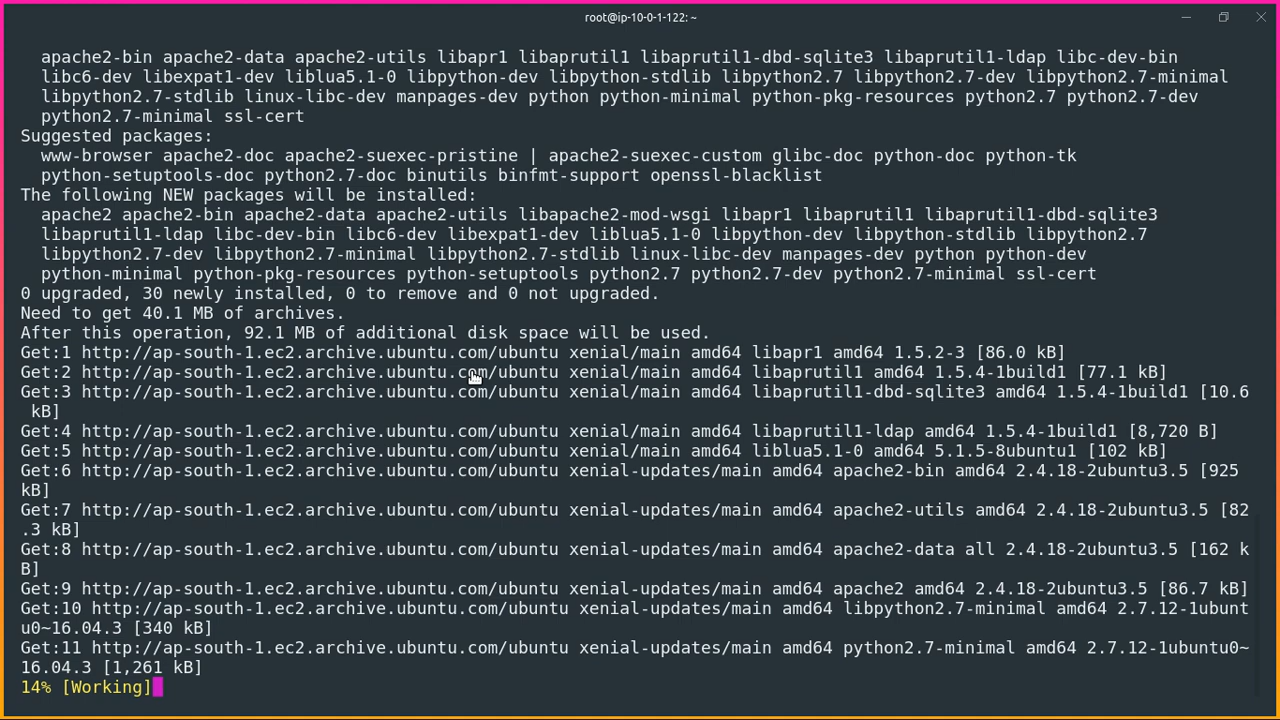 root@ip-10-0-1-122: ~
apache2-bin apache2-data apache2-utils libapr1 libaprutil1 libaprutil1-dbd-sqlite3 libaprutil1-ldap libc-dev-bin
libc6-dev libexpat1-dev liblua5.1-0 libpython-dev libpython-stdlib libpython2.7 libpython2.7-dev libpython2.7-minimal
libpython2.7-stdlib linux-libc-dev manpages-dev python python-minimal python-pkg-resources python2.7 python2.7-dev
python2.7-minimal ssl-cert
Suggested packages:
www-browser apache2-doc apache2-suexec-pristine | apache2-suexec-custom glibc-doc python-doc python-tk
python-setuptools-doc python2.7-doc binutils binfmt-support openssl-blacklist
The following NEW packages will be installed:
apache2 apache2-bin apache2-data apache2-utils libapache2-mod-wsgi libapr1 libaprutil1 libaprutil1-dbd-sqlite3
libaprutil1-ldap libc-dev-bin libc6-dev libexpat1-dev liblua5.1-0 libpython-dev libpython-stdlib libpython2.7
libpython2.7-dev libpython2.7-minimal libpython2.7-stdlib linux-libc-dev manpages-dev python python-dev
python-minimal python-pkg-resources python-setuptools python2.7 python2.7-dev python2.7-minimal ssl-cert
0 upgraded, 30 newly installed, 0 to remove and 0 not upgraded.
Need to get 40.1 MB of archives.
After this operation, 92.1 MB of additional disk space will be used.
Get:1 http://ap-south-1.ec2.archive.ubuntu.com/ubuntu xenial/main amd64 libapr1 amd64 1.5.2-3 [86.0 kB]
Get:2 http://ap-south-1.ec2.archive.ubuntu.com/ubuntu xenial/main amd64 libaprutil1 amd64 1.5.4-1build1 [77.1 kB]
Get:3 http://ap-south-1.ec2.archive.ubuntu.com/ubuntu xenial/main amd64 libaprutil1-dbd-sqlite3 amd64 1.5.4-1build1 [10.6
kB]
Get:4 http://ap-south-1.ec2.archive.ubuntu.com/ubuntu xenial/main amd64 libaprutil1-ldap amd64 1.5.4-1build1 [8,720 B]
Get:5 http://ap-south-1.ec2.archive.ubuntu.com/ubuntu xenial/main amd64 liblua5.1-0 amd64 5.1.5-8ubuntu1 [102 kB]
Get:6 http://ap-south-1.ec2.archive.ubuntu.com/ubuntu xenial-updates/main amd64 apache2-bin amd64 2.4.18-2ubuntu3.5 [925
kB]
Get:7 http://ap-south-1.ec2.archive.ubuntu.com/ubuntu xenial-updates/main amd64 apache2-utils amd64 2.4.18-2ubuntu3.5 [82
.3 kB]
Get:8 http://ap-south-1.ec2.archive.ubuntu.com/ubuntu xenial-updates/main amd64 apache2-data all 2.4.18-2ubuntu3.5 [162 k
B]
Get:9 http://ap-south-1.ec2.archive.ubuntu.com/ubuntu xenial-updates/main amd64 apache2 amd64 2.4.18-2ubuntu3.5 [86.7 kB]
Get:10 http://ap-south-1.ec2.archive.ubuntu.com/ubuntu xenial-updates/main amd64 libpython2.7-minimal amd64 2.7.12-1ubunt
u0~16.04.3 [340 kB]
Get:11 http://ap-south-1.ec2.archive.ubuntu.com/ubuntu xenial-updates/main amd64 python2.7-minimal amd64 2.7.12-1ubuntu0~
16.04.3 [1,261 kB]
14% [Working]